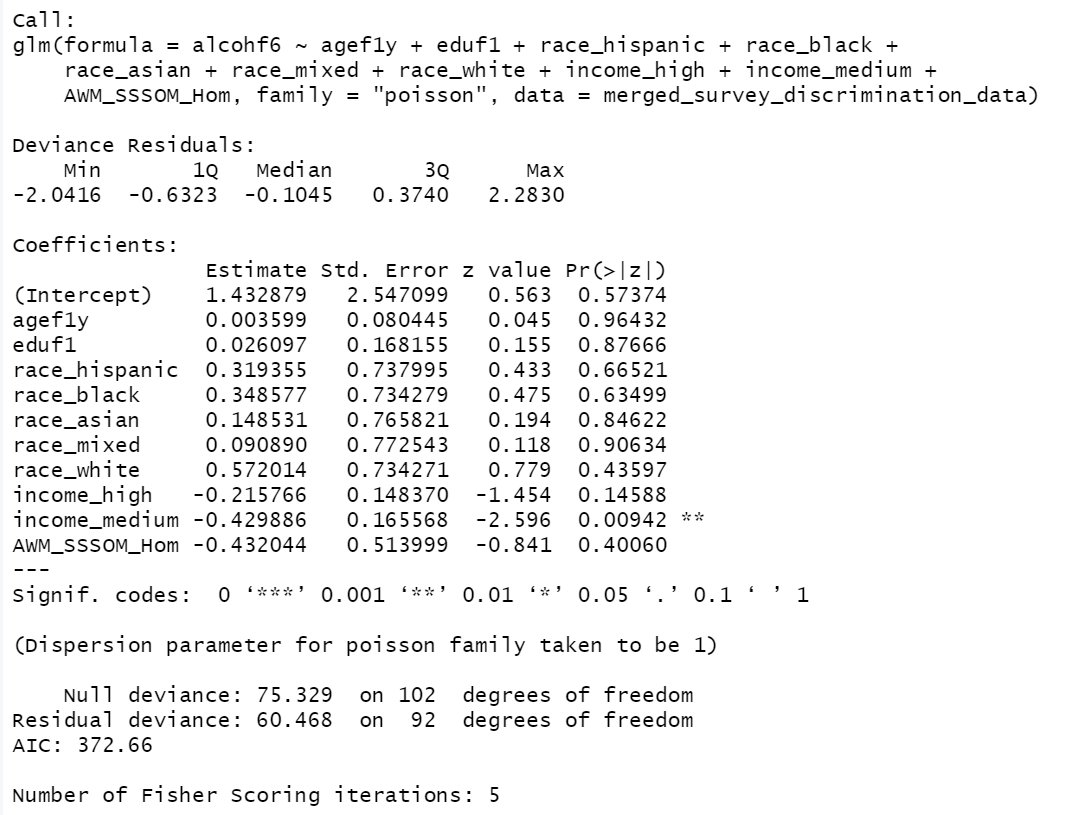 Call:
glm(formula = alcohf6 ~ agef1y + eduf1 + race_hispanic + race_black +
    race_asian + race_mixed + race_white + income_high + income_medium +
    AWM_SSSOM_Hom, family = "poisson", data = merged_survey_discrimination_data)

Deviance Residuals:
    Min       1Q   Median       3Q      Max
-2.0416  -0.6323  -0.1045   0.3740   2.2830

Coefficients:
               Estimate Std. Error z value Pr(>|z|)
(Intercept)    1.432879   2.547099   0.563  0.57374
agef1y         0.003599   0.080445   0.045  0.96432
eduf1          0.026097   0.168155   0.155  0.87666
race_hispanic  0.319355   0.737995   0.433  0.66521
race_black     0.348577   0.734279   0.475  0.63499
race_asian     0.148531   0.765821   0.194  0.84622
race_mixed     0.090890   0.772543   0.118  0.90634
race_white     0.572014   0.734271   0.779  0.43597
income_high   -0.215766   0.148370  -1.454  0.14588
income_medium -0.429886   0.165568  -2.596  0.00942 **
AWM_SSSOM_Hom -0.432044   0.513999  -0.841  0.40060
---
Signif. codes:  0 ‘***’ 0.001 ‘**’ 0.01 ‘*’ 0.05 ‘.’ 0.1 ‘ ’ 1

(Dispersion parameter for poisson family taken to be 1)

    Null deviance: 75.329  on 102  degrees of freedom
Residual deviance: 60.468  on  92  degrees of freedom
AIC: 372.66

Number of Fisher Scoring iterations: 5